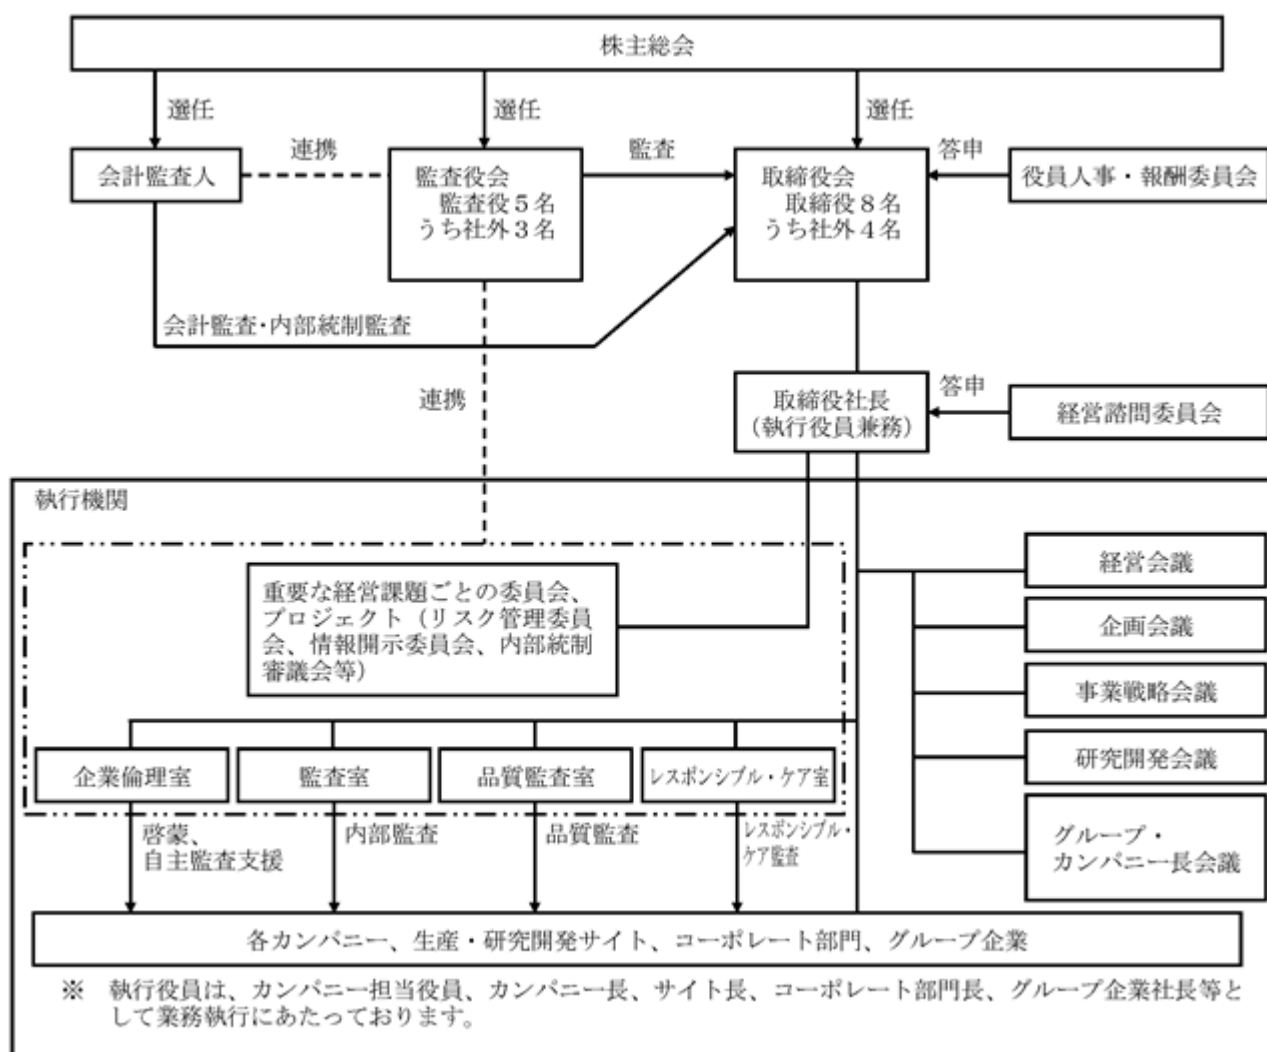 株主総会
選任
選任
選任
会計監査人
連携
監査役会
監査役5名
うち社外3名
監査
取締役会
取締役8名
うち社外4名
答申
役員人事・報酬委員会
会計監査・内部統制監査
連携
取締役社長
(執行役員兼務)
答申
経営諮問委員会
執行機関
重要な経営課題ごとの委員会、
プロジェクト（リスク管理委員
会、情報開示委員会、内部統制
審議会等）
経営会議
企画会議
事業戦略会議
研究開発会議
グループ・
カンパニー長会議
企業倫理室
監査室
品質監査室
レスポンシブル・ケア室
啓蒙、
自主監査支援
内部監査
品質監査
レスポンシブル・
ケア監査
各カンパニー、生産・研究開発サイト、コーポレート部門、グループ企業
※ 執行役員は、カンパニー担当役員、カンパニー長、サイト長、コーポレート部門長、グループ企業社長等と
して業務執行にあたっております。